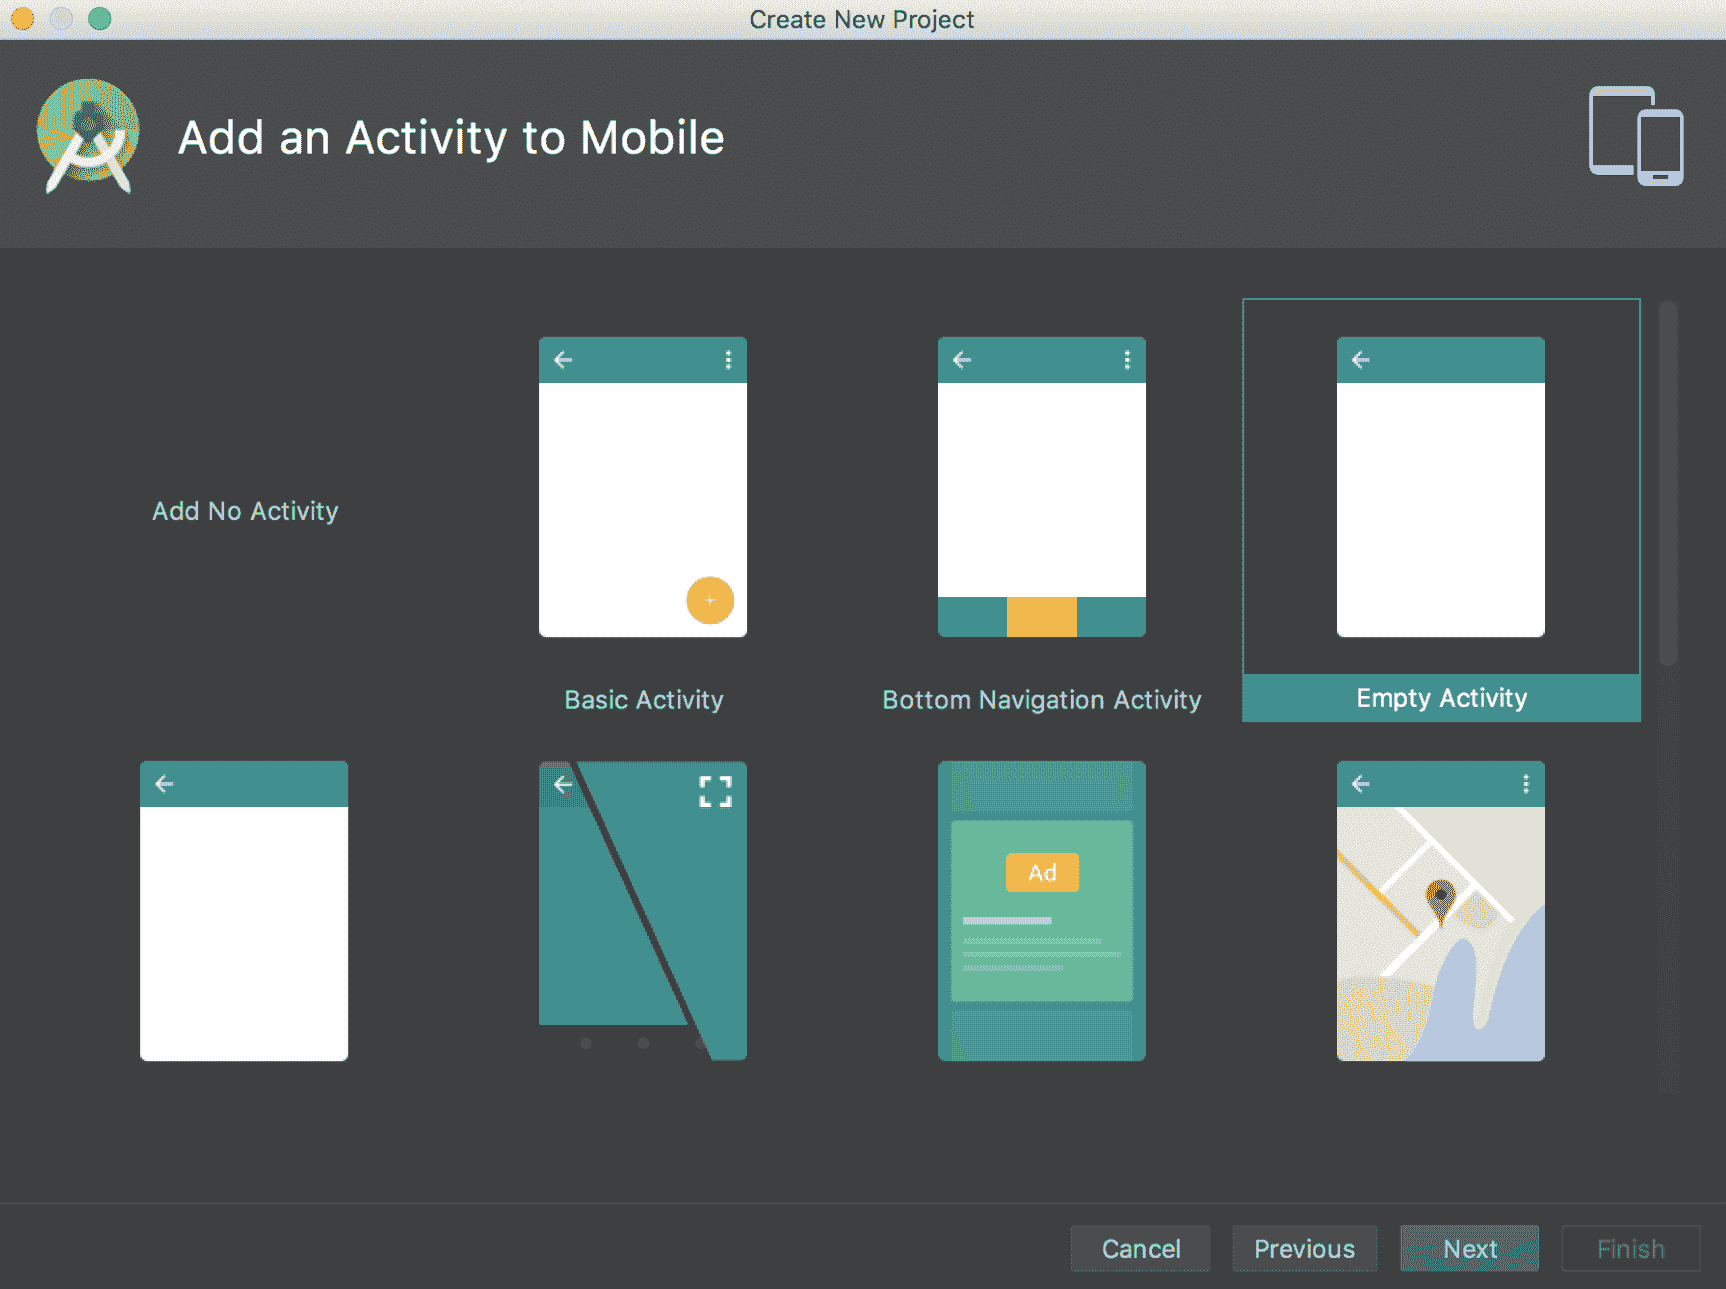 Create New Project
Add an Activity to Mobile
Add No Activity
Basic Activity
Bottom Navigation Activity
Empty Activity
Ad
Cancel
Previous
Next
Finish